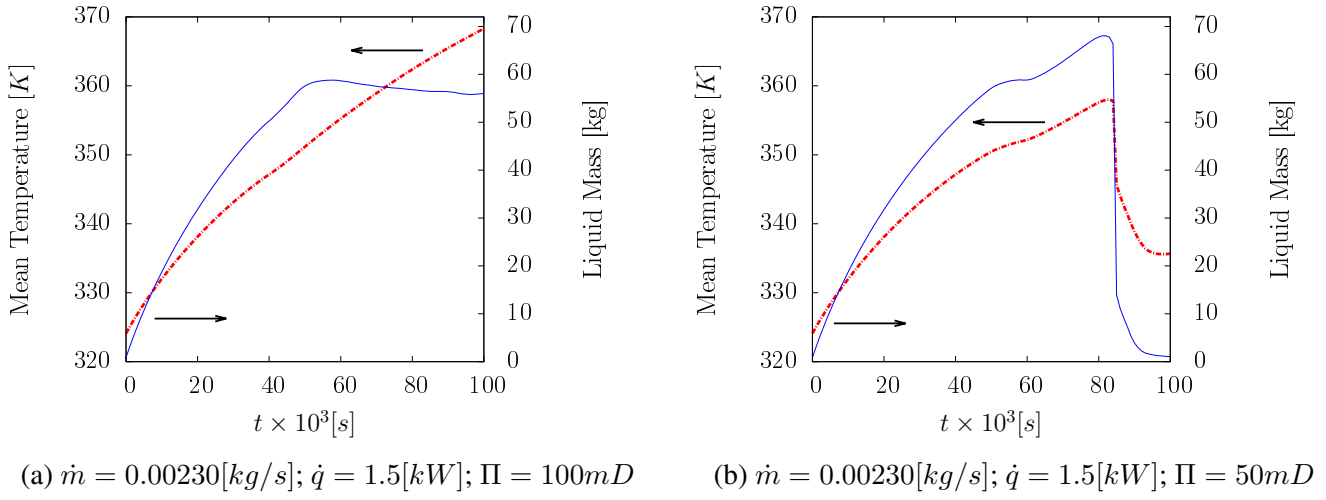 370
360
350
340
330
320
Mean Temperature [K]
70
60
50
40
30
20
10
0
Liquid Mass [kg]
0 20 40 60 80 100
t × 10³[s]
(a) ṁ = 0.00230[kg/s]; q̇ = 1.5[kW]; Π = 100mD
370
360
350
340
330
320
Mean Temperature [K]
70
60
50
40
30
20
10
0
Liquid Mass [kg]
0 20 40 60 80 100
t × 10³[s]
(b) ṁ = 0.00230[kg/s]; q̇ = 1.5[kW]; Π = 50mD